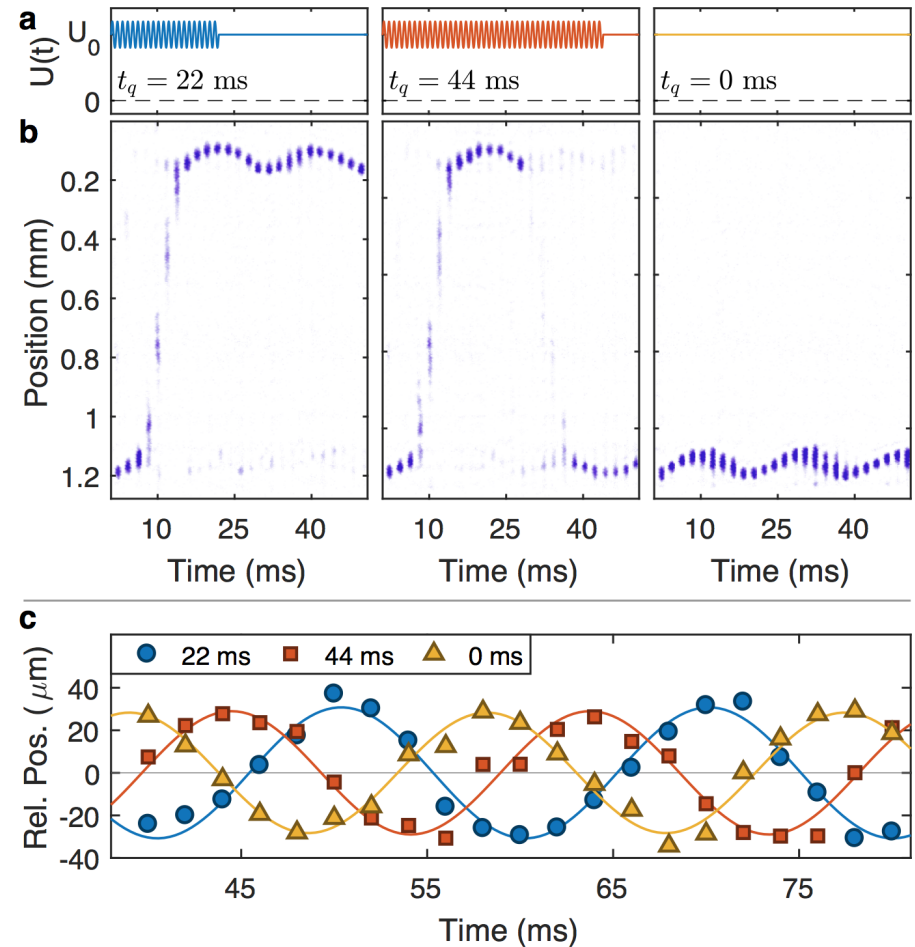 a
U(t)
U0
0
tq = 22 ms
tq = 44 ms
tq = 0 ms
b
Position (mm)
0.2
0.4
0.6
0.8
1
1.2
10 25 40
10 25 40
10 25 40
Time (ms)
Time (ms)
Time (ms)
c
22 ms 44 ms 0 ms
Rel. Pos. ( μm)
40
20
0
-20
-40
45 55 65 75
Time (ms)